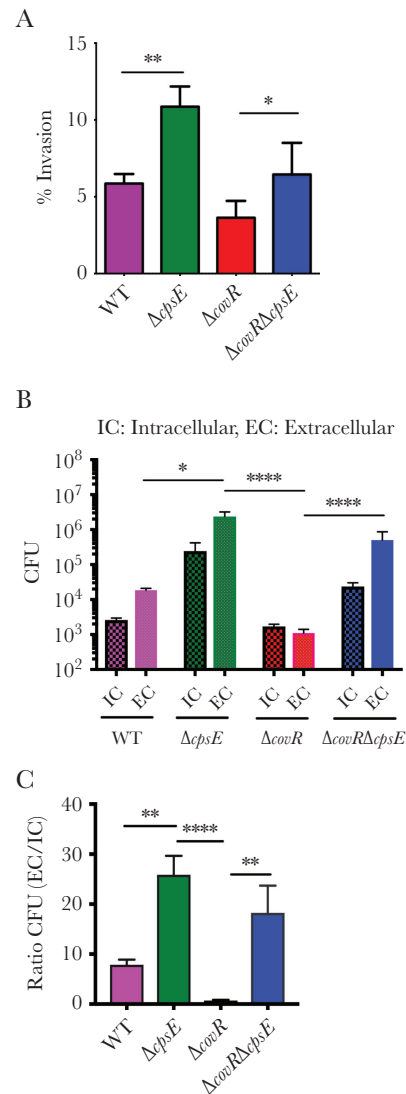 A
15
10
5
0
% Invasion
**
*
WT
ΔcpsE
ΔcovR
ΔcovRΔcpsE
B
IC: Intracellular, EC: Extracellular
10⁸
10⁷
10⁶
10⁵
10⁴
10³
10²
CFU
*
****
****
IC EC IC EC IC EC IC EC
WT ΔcpsE ΔcovR ΔcovRΔcpsE
C
40
30
20
10
0
Ratio CFU (EC/IC)
**
****
**
WT
ΔcpsE
ΔcovR
ΔcovRΔcpsE